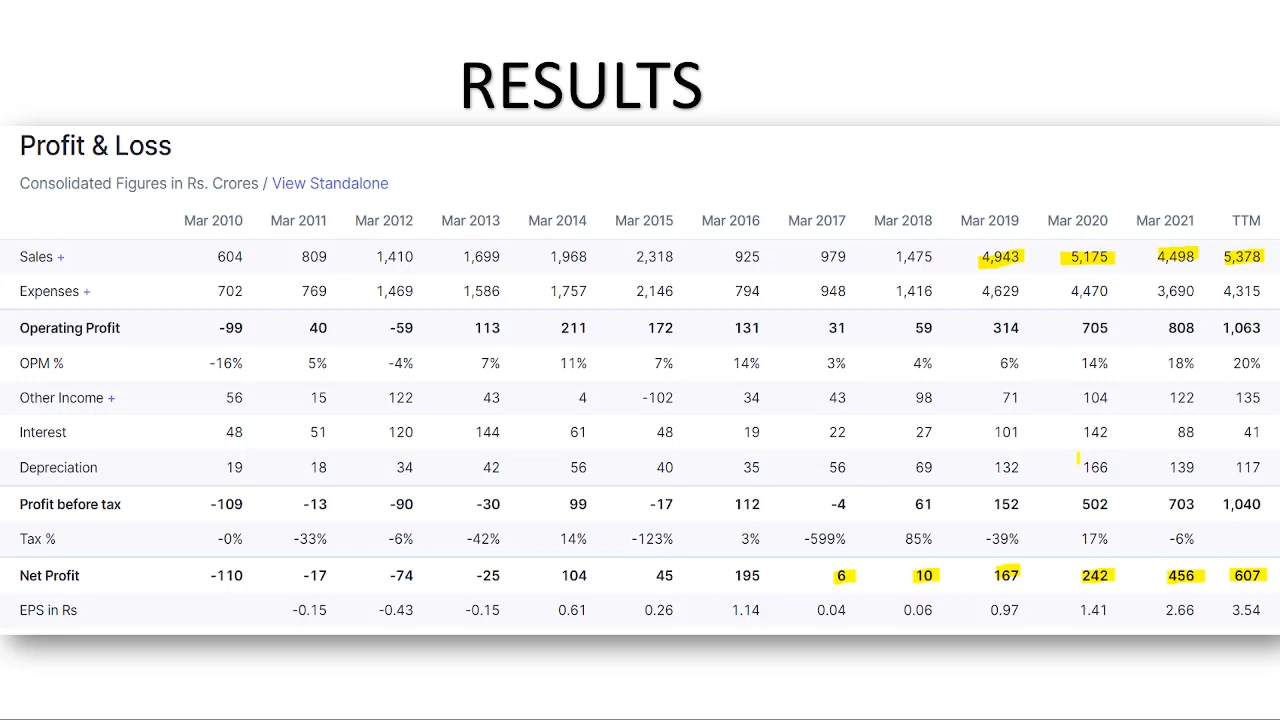 RESULTS
Profit & Loss
Consolidated Figures in Rs. Crores / View Standalone
Mar 2010 Mar 2011 Mar 2012 Mar 2013 Mar 2014 Mar 2015 Mar 2016 Mar 2017 Mar 2018 Mar 2019 Mar 2020 Mar 2021 TTM
Sales + 604 809 1,410 1,699 1,968 2,318 925 979 1,475 4,943 5,175 4,498 5,378
Expenses + 702 769 1,469 1,586 1,757 2,146 794 948 1,416 4,629 4,470 3,690 4,315
Operating Profit -99 40 -59 113 211 172 131 31 59 314 705 808 1,063
OPM % -16% 5% -4% 7% 11% 7% 14% 3% 4% 6% 14% 18% 20%
Other Income + 56 15 122 43 4 -102 34 43 98 71 104 122 135
Interest 48 51 120 144 61 48 19 22 27 101 142 88 41
Depreciation 19 18 34 42 56 40 35 56 69 132 166 139 117
Profit before tax -109 -13 -90 -30 99 -17 112 -4 61 152 502 703 1,040
Tax % -0% -33% -6% -42% 14% -123% 3% -599% 85% -39% 17% -6%
Net Profit -110 -17 -74 -25 104 45 195 6 10 167 242 456 607
EPS in Rs -0.15 -0.43 -0.15 0.61 0.26 1.14 0.04 0.06 0.97 1.41 2.66 3.54